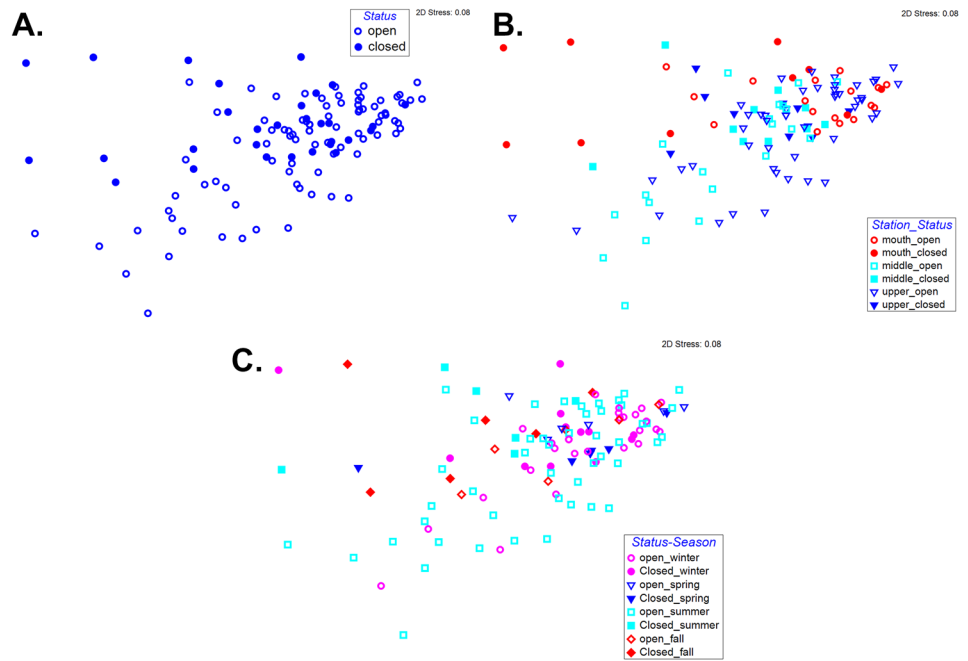 A.
2D Stress: 0.08
Status
open
closed
B.
2D Stress: 0.08
Station_Status
mouth_open
mouth_closed
middle_open
middle_closed
upper_open
upper_closed
C.
2D Stress: 0.08
Status-Season
open_winter
Closed_winter
open_spring
Closed_spring
open_summer
Closed_summer
open_fall
Closed_fall